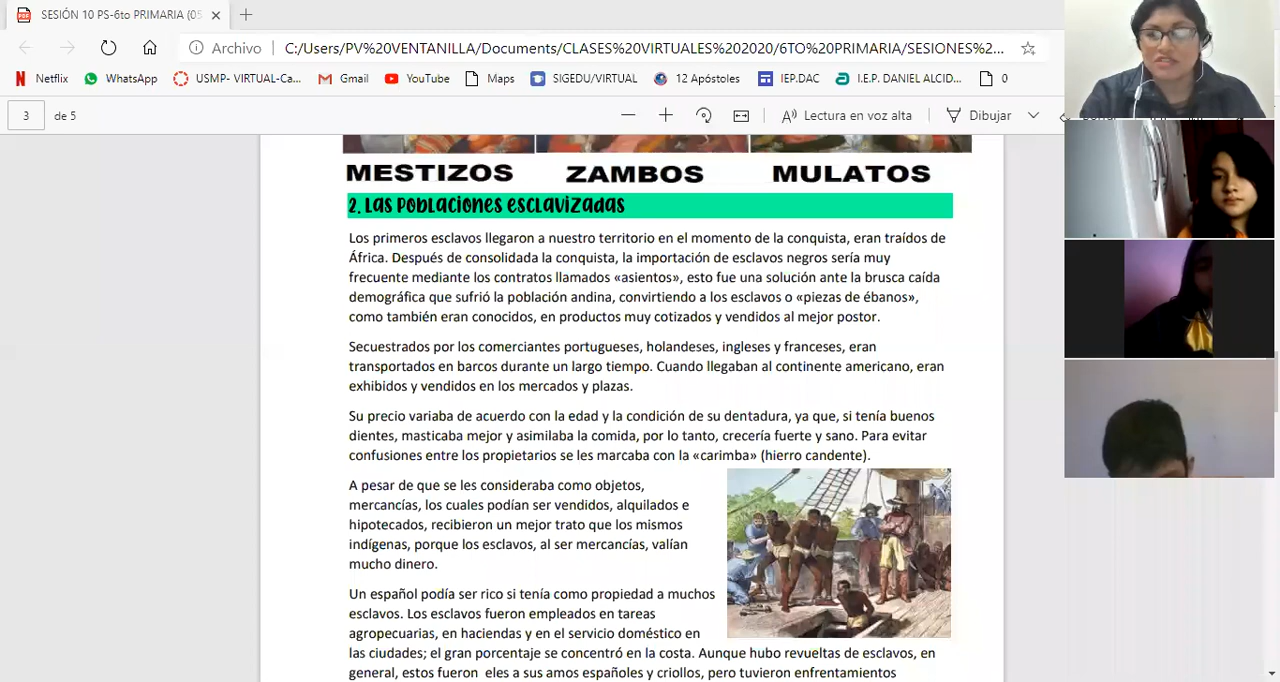 SESIÓN 10 PS-6to PRIMARIA (05
Archivo C:/Users/PV%20VENTANILLA/Documents/CLASES%20VIRTUALES%202020/6TO%20PRIMARIA/SESIONES%2...
Netflix WhatsApp USMP- VIRTUAL-Ca... Gmail YouTube Maps SIGEDU/VIRTUAL 12 Apóstoles IEP.DAC I.E.P. DANIEL ALCID... 0
3 de 5 Lectura en voz alta Dibujar
MESTIZOS ZAMBOS MULATOS
2. LAS POBLACIONES ESCLAVIZADAS
Los primeros esclavos llegaron a nuestro territorio en el momento de la conquista, eran traídos de
África. Después de consolidada la conquista, la importación de esclavos negros sería muy
frecuente mediante los contratos llamados «asientos», esto fue una solución ante la brusca caída
demográfica que sufrió la población andina, convirtiendo a los esclavos o «piezas de ébanos»,
como también eran conocidos, en productos muy cotizados y vendidos al mejor postor.
Secuestrados por los comerciantes portugueses, holandeses, ingleses y franceses, eran
transportados en barcos durante un largo tiempo. Cuando llegaban al continente americano, eran
exhibidos y vendidos en los mercados y plazas.
Su precio variaba de acuerdo con la edad y la condición de su dentadura, ya que, si tenía buenos
dientes, masticaba mejor y asimilaba la comida, por lo tanto, crecería fuerte y sano. Para evitar
confusiones entre los propietarios se les marcaba con la «carimba» (hierro candente).
A pesar de que se les consideraba como objetos,
mercancías, los cuales podían ser vendidos, alquilados e
hipotecados, recibieron un mejor trato que los mismos
indígenas, porque los esclavos, al ser mercancías, valían
mucho dinero.
Un español podía ser rico si tenía como propiedad a muchos
esclavos. Los esclavos fueron empleados en tareas
agropecuarias, en haciendas y en el servicio doméstico en
las ciudades; el gran porcentaje se concentró en la costa. Aunque hubo revueltas de esclavos, en
general, estos fueron eles a sus amos españoles y criollos, pero tuvieron enfrentamientos